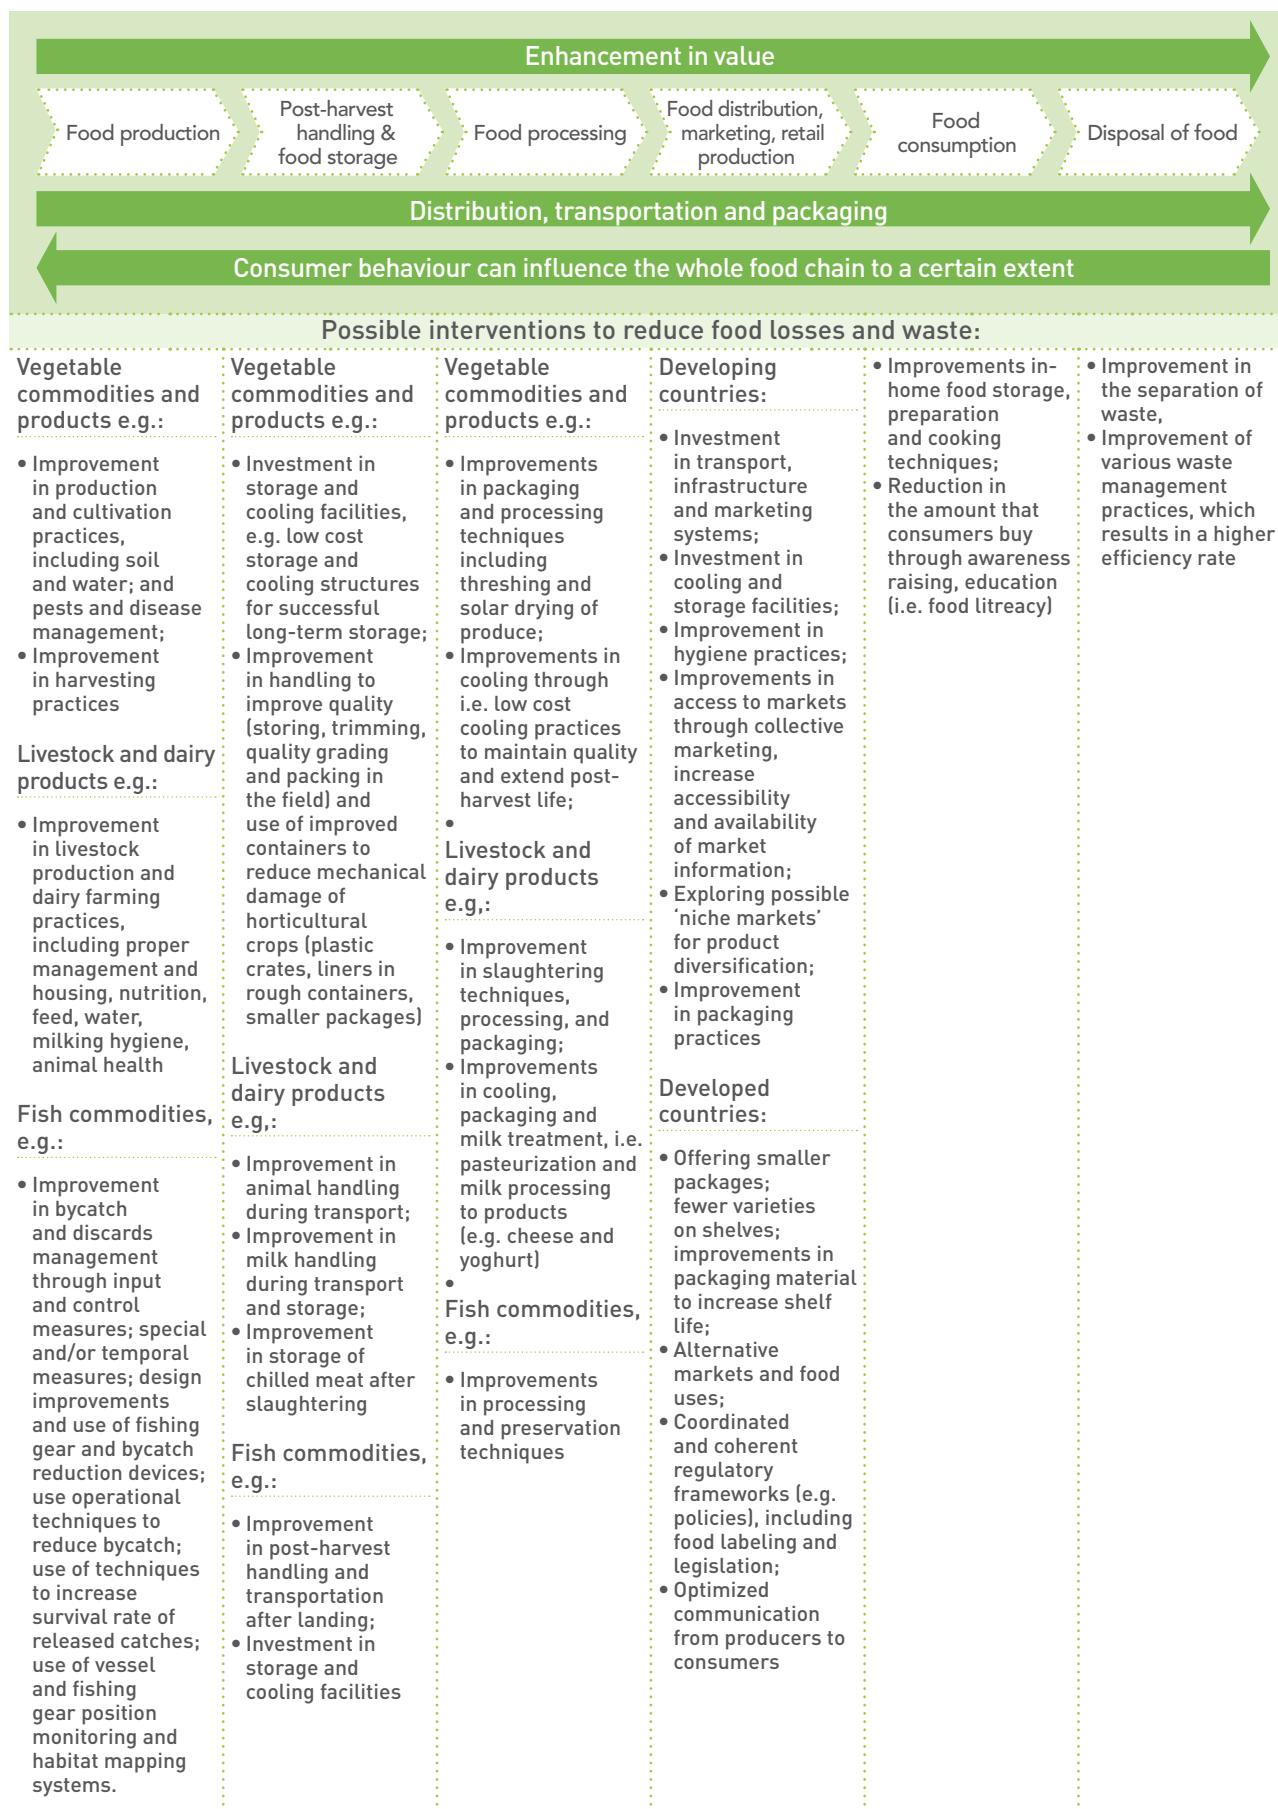 Enhancement in value
Food production
Post-harvest
handling &
food storage
Food processing
Food distribution,
marketing, retail
production
Food
consumption
Disposal of food
Distribution, transportation and packaging
Consumer behaviour can influence the whole food chain to a certain extent
Possible interventions to reduce food losses and waste:
Vegetable
commodities and
products e.g.:
• Improvement
in production
and cultivation
practices,
including soil
and water; and
pests and disease
management;
• Improvement
in harvesting
practices
Livestock and dairy
products e.g.:
• Improvement
in livestock
production and
dairy farming
practices,
including proper
management and
housing, nutrition,
feed, water,
milking hygiene,
animal health
Fish commodities,
e.g.:
• Improvement
in bycatch
and discards
management
through input
and control
measures; special
and/or temporal
measures; design
improvements
and use of fishing
gear and bycatch
reduction devices;
use operational
techniques to
reduce bycatch;
use of techniques
to increase
survival rate of
released catches;
use of vessel
and fishing
gear position
monitoring and
habitat mapping
systems.
Vegetable
commodities and
products e.g.:
• Investment in
storage and
cooling facilities,
e.g. low cost
storage and
cooling structures
for successful
long-term storage;
• Improvement
in handling to
improve quality
(storing, trimming,
quality grading
and packing in
the field) and
use of improved
containers to
reduce mechanical
damage of
horticultural
crops (plastic
crates, liners in
rough containers,
smaller packages)
Livestock and
dairy products
e.g,:
• Improvement in
animal handling
during transport;
• Improvement in
milk handling
during transport
and storage;
• Improvement
in storage of
chilled meat after
slaughtering
Fish commodities,
e.g.:
• Improvement
in post-harvest
handling and
transportation
after landing;
• Investment in
storage and
cooling facilities
Vegetable
commodities and
products e.g.:
• Improvements
in packaging
and processing
techniques
including
threshing and
solar drying of
produce;
• Improvements in
cooling through
i.e. low cost
cooling practices
to maintain quality
and extend post-
harvest life;
•
Livestock and
dairy products
e.g,:
• Improvement
in slaughtering
techniques,
processing, and
packaging;
• Improvements
in cooling,
packaging and
milk treatment, i.e.
pasteurization and
milk processing
to products
(e.g. cheese and
yoghurt)
•
Fish commodities,
e.g.:
• Improvements
in processing
and preservation
techniques
Developing
countries:
• Investment
in transport,
infrastructure
and marketing
systems;
• Investment in
cooling and
storage facilities;
• Improvement in
hygiene practices;
• Improvements in
access to markets
through collective
marketing,
increase
accessibility
and availability
of market
information;
• Exploring possible
‘niche markets’
for product
diversification;
• Improvement
in packaging
practices
Developed
countries:
• Offering smaller
packages;
fewer varieties
on shelves;
improvements in
packaging material
to increase shelf
life;
• Alternative
markets and food
uses;
• Coordinated
and coherent
regulatory
frameworks (e.g.
policies), including
food labeling and
legislation;
• Optimized
communication
from producers to
consumers
• Improvements in-
home food storage,
preparation
and cooking
techniques;
• Reduction in
the amount that
consumers buy
through awareness
raising, education
(i.e. food litreacy)
• Improvement in
the separation of
waste,
• Improvement of
various waste
management
practices, which
results in a higher
efficiency rate